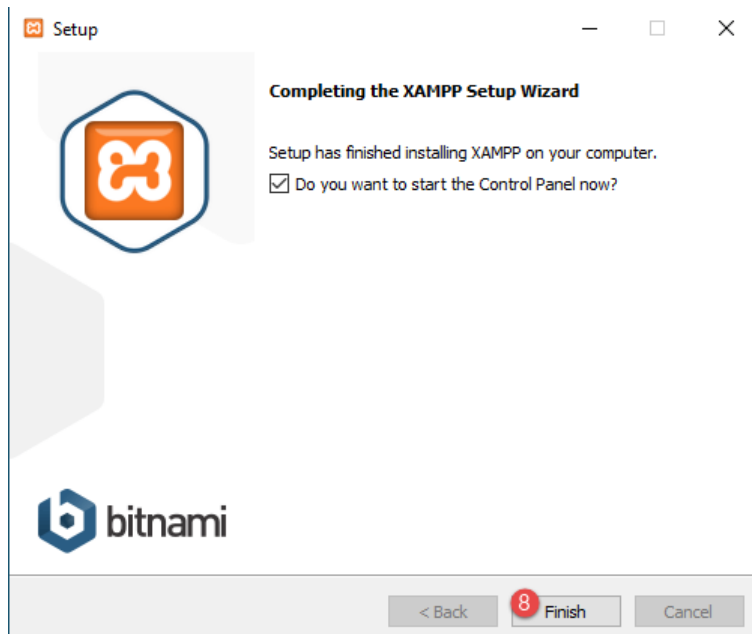 Setup
Completing the XAMPP Setup Wizard
Setup has finished installing XAMPP on your computer.
Do you want to start the Control Panel now?
bitnami
< Back
8
Finish
Cancel